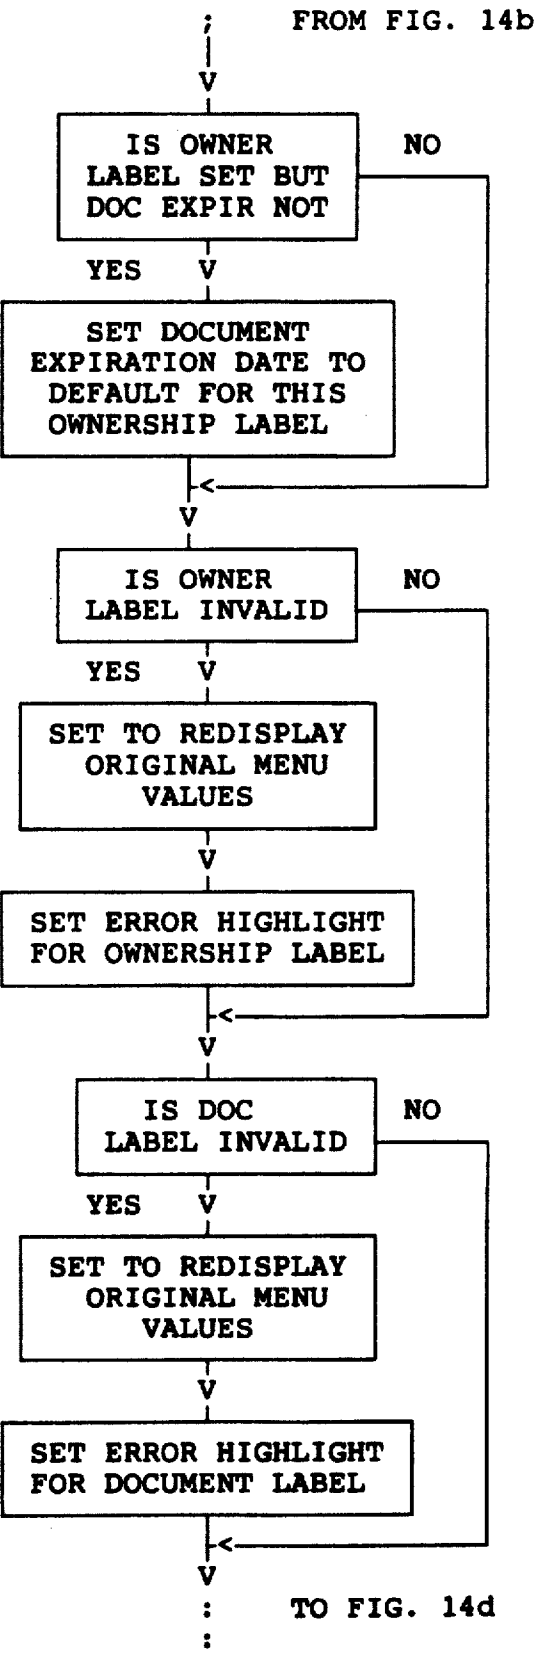 FROM FIG. 14b
IS OWNER
LABEL SET BUT
DOC EXPIR NOT
NO
YES
SET DOCUMENT
EXPIRATION DATE TO
DEFAULT FOR THIS
OWNERSHIP LABEL
IS OWNER
LABEL INVALID
NO
YES
SET TO REDISPLAY
ORIGINAL MENU
VALUES
SET ERROR HIGHLIGHT
FOR OWNERSHIP LABEL
IS DOC
LABEL INVALID
NO
YES
SET TO REDISPLAY
ORIGINAL MENU
VALUES
SET ERROR HIGHLIGHT
FOR DOCUMENT LABEL
TO FIG. 14d